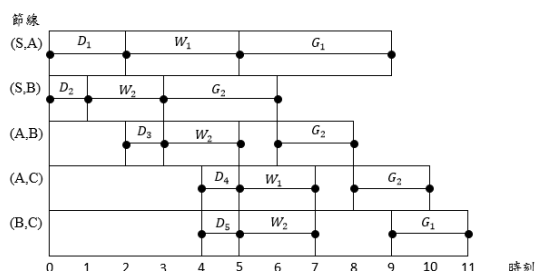 節線
(S,A) D₁ W₁ G₁
(S,B) D₂ W₂ G₂
(A,B) D₃ W₂ G₂
(A,C) D₄ W₁ G₂
(B,C) D₅ W₂ G₁
0 1 2 3 4 5 6 7 8 9 10 11 時刻